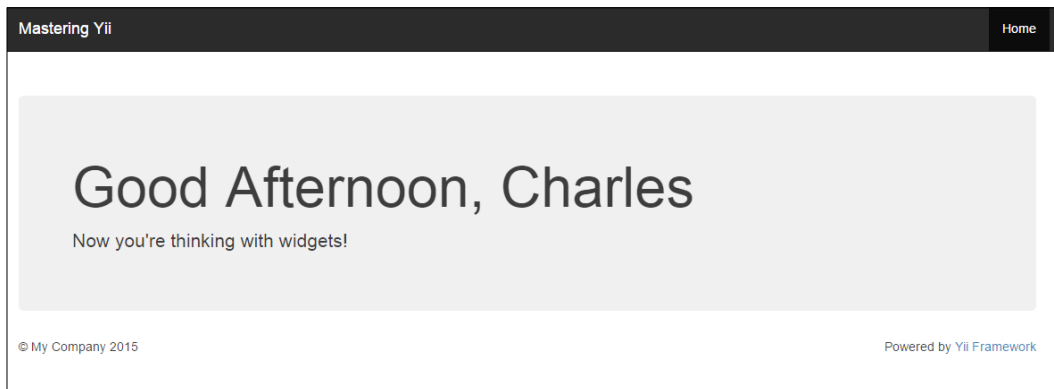 Mastering Yii
Home
Good Afternoon, Charles
Now you're thinking with widgets!
© My Company 2015
Powered by Yii Framework